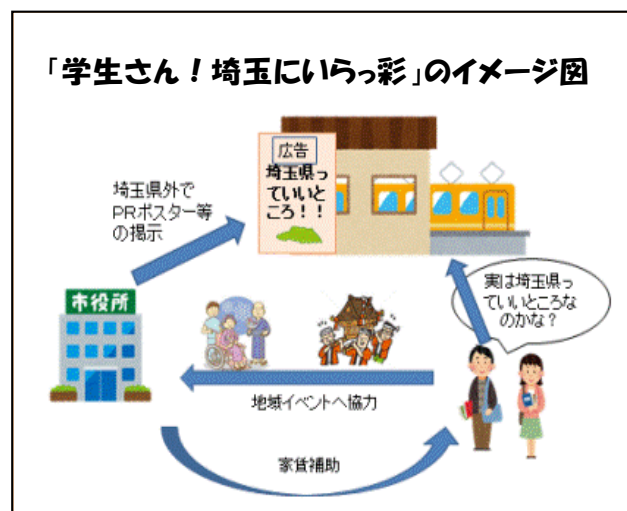 「学生さん！埼玉にいらっ彩」のイメージ図
広告
埼玉県っ
ていいと
ころ！！
埼玉県外で
PRポスター等
の掲示
実は埼玉県っ
ていいところな
のかな？
市役所
地域イベントへ協力
家賃補助